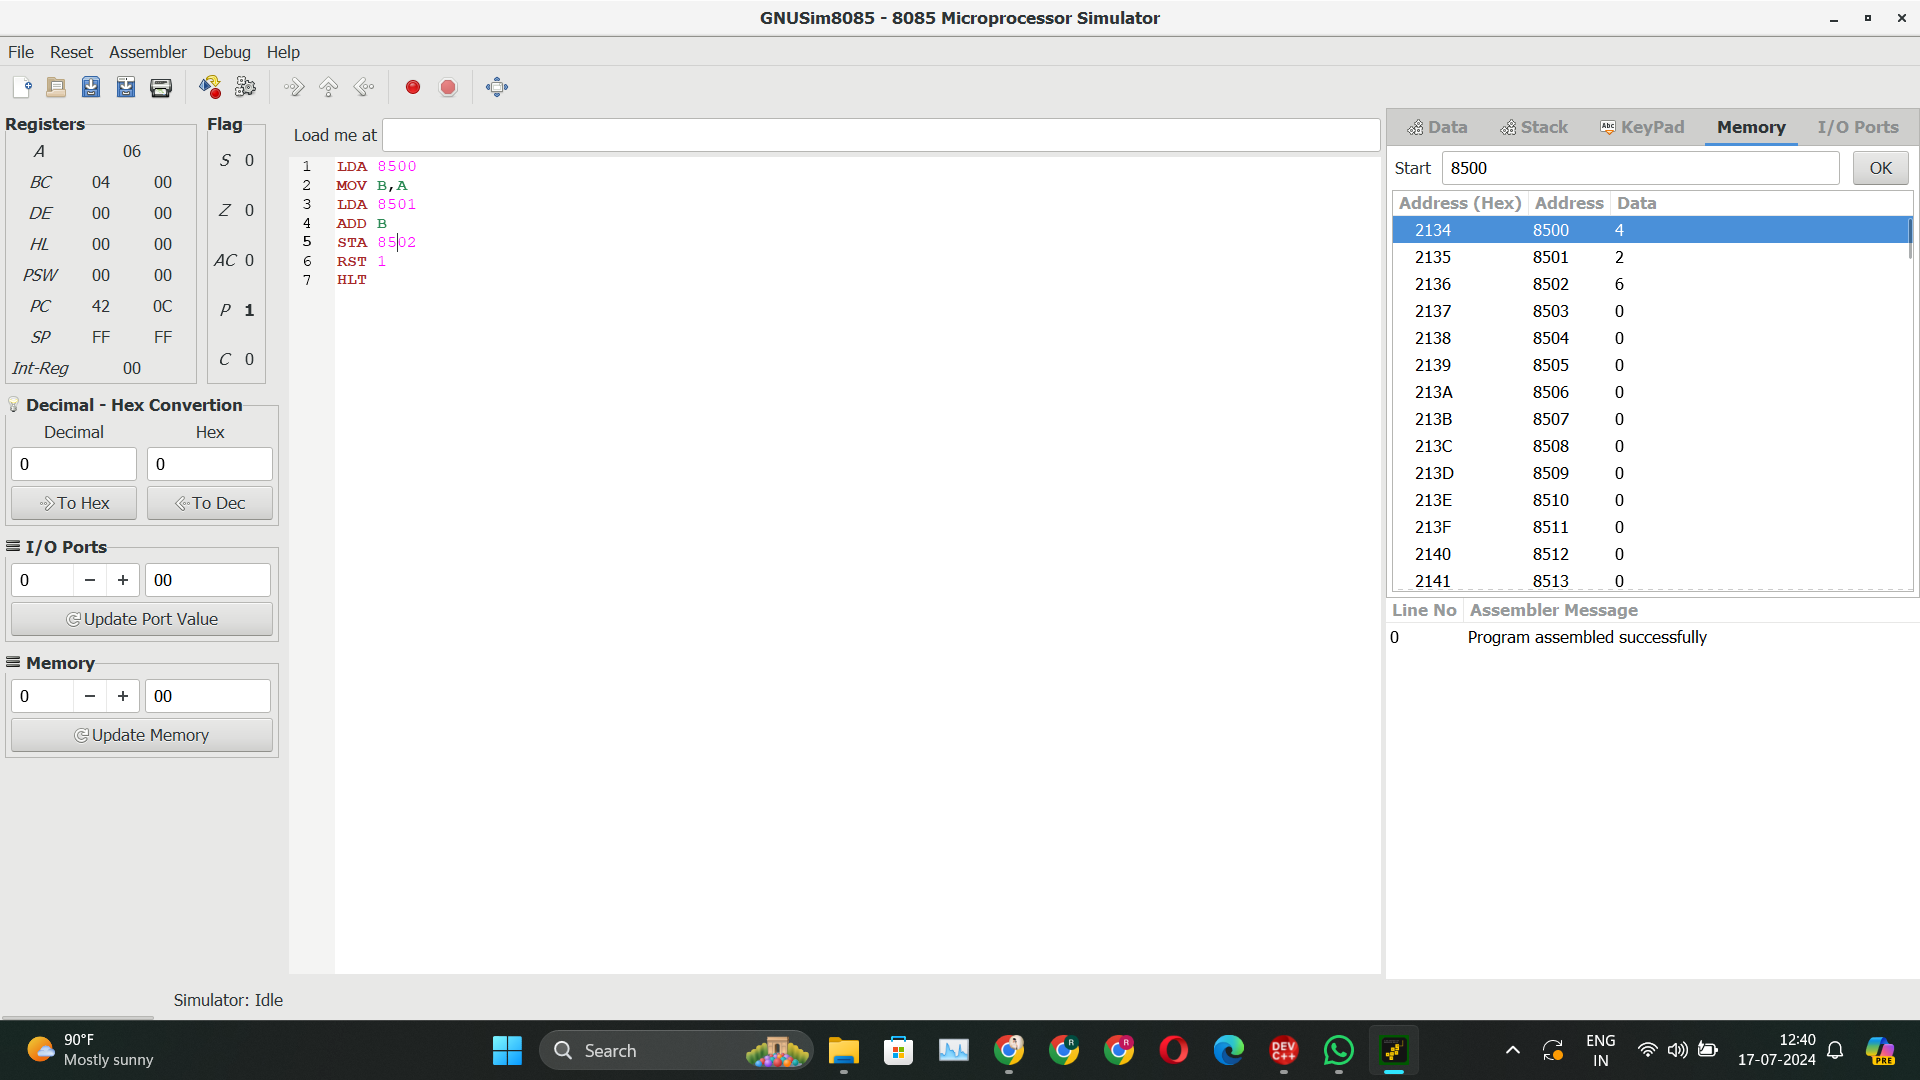 GNUSim8085 - 8085 Microprocessor Simulator
File Reset Assembler Debug Help
Registers
A 06
BC 04 00
DE 00 00
HL 00 00
PSW 00 00
PC 42 0C
SP FF FF
Int-Reg 00
Flag
S 0
Z 0
AC 0
P 1
C 0
Decimal - Hex Convertion
Decimal Hex
0 0
To Hex To Dec
I/O Ports
0 − + 00
Update Port Value
Memory
0 − + 00
Update Memory
Load me at
1 LDA 8500
2 MOV B,A
3 LDA 8501
4 ADD B
5 STA 8502
6 RST 1
7 HLT
Data Stack Abc KeyPad Memory I/O Ports
Start 8500 OK
Address (Hex) Address Data
2134 8500 4
2135 8501 2
2136 8502 6
2137 8503 0
2138 8504 0
2139 8505 0
213A 8506 0
213B 8507 0
213C 8508 0
213D 8509 0
213E 8510 0
213F 8511 0
2140 8512 0
2141 8513 0
Line No Assembler Message
0 Program assembled successfully
Simulator: Idle
90°F
Mostly sunny
Search
R
R
DEV
C++
ENG
IN
12:40
17-07-2024
PRE